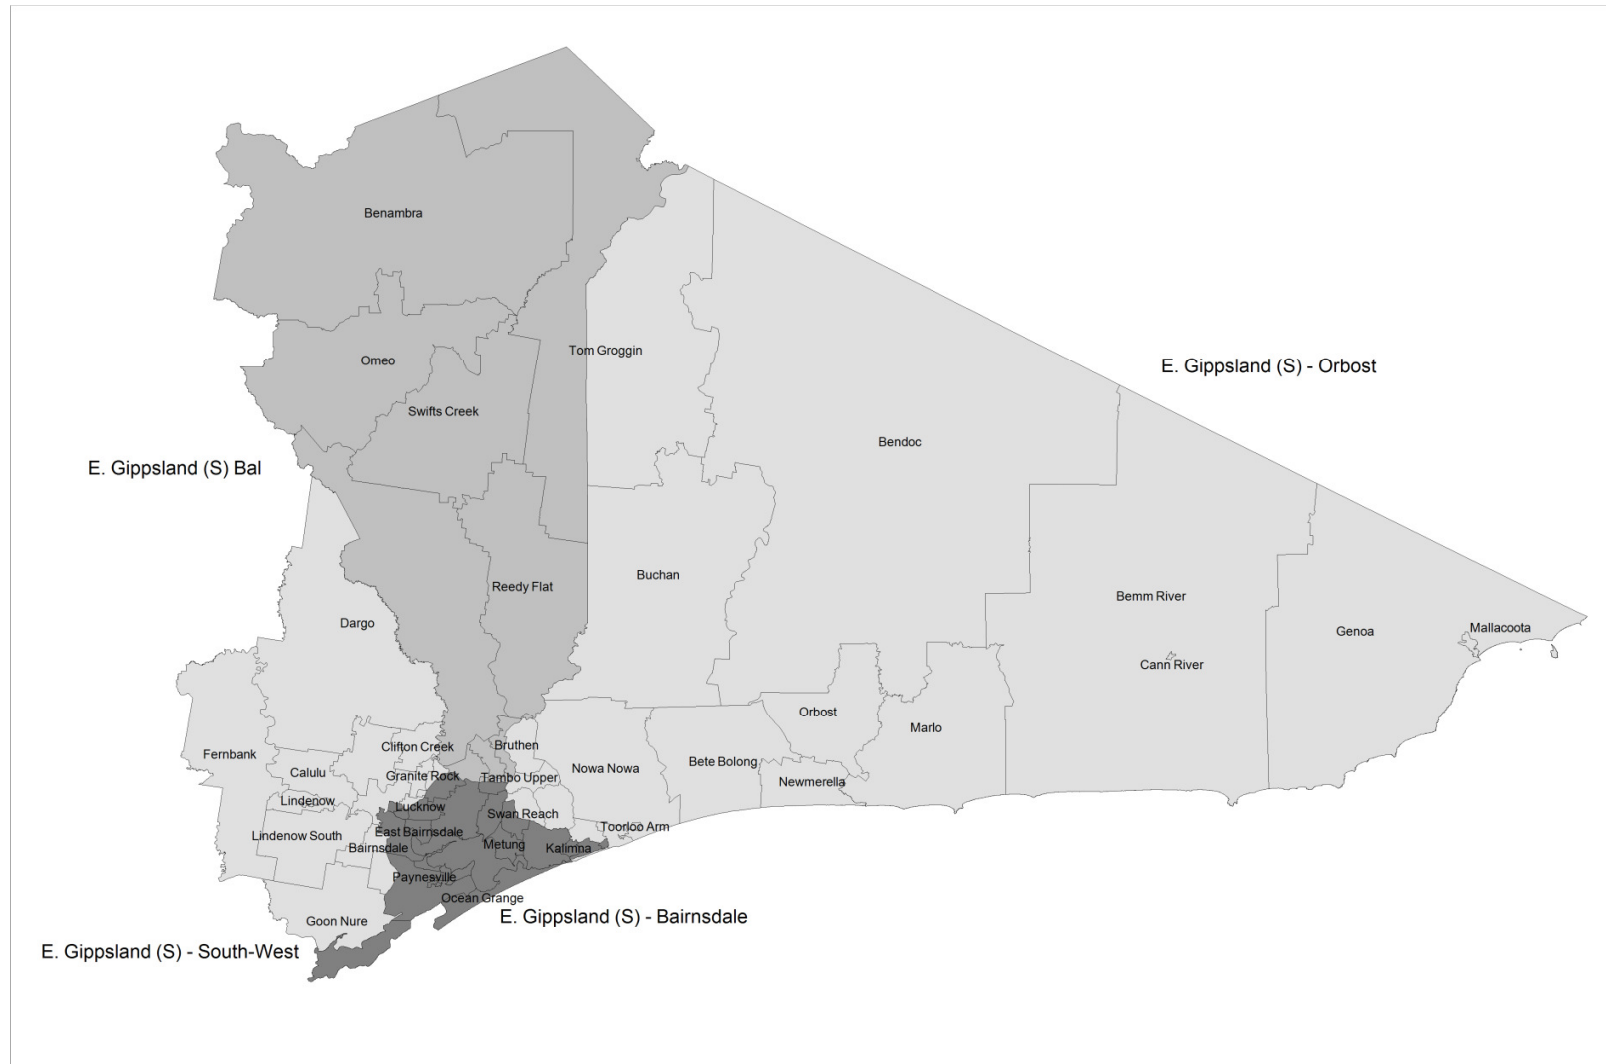 Benambra
Tom Groggin
Omeo
E. Gippsland (S) - Orbost
Swifts Creek
Bendoc
E. Gippsland (S) Bal
Buchan
Reedy Flat
Bemm River
Dargo
Genoa
Mallacoota
Cann River
Orbost
Marlo
Clifton Creek
Bruthen
Fernbank
Bete Bolong
Nowa Nowa
Calulu
Granite Rock
Tambo Upper
Newmerella
Lindenow
Lucknow
Swan Reach
Toorloo Arm
Lindenow South
East Bairnsdale
Bairnsdale
Metung
Kalimna
Paynesville
Ocean Grange
E. Gippsland (S) - Bairnsdale
Goon Nure
E. Gippsland (S) - South-West